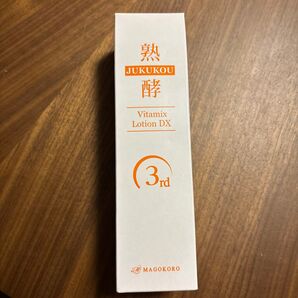 熟
JUKUKOU
酵
Vitamix
Lotion DX
3rd
MAGOKORO